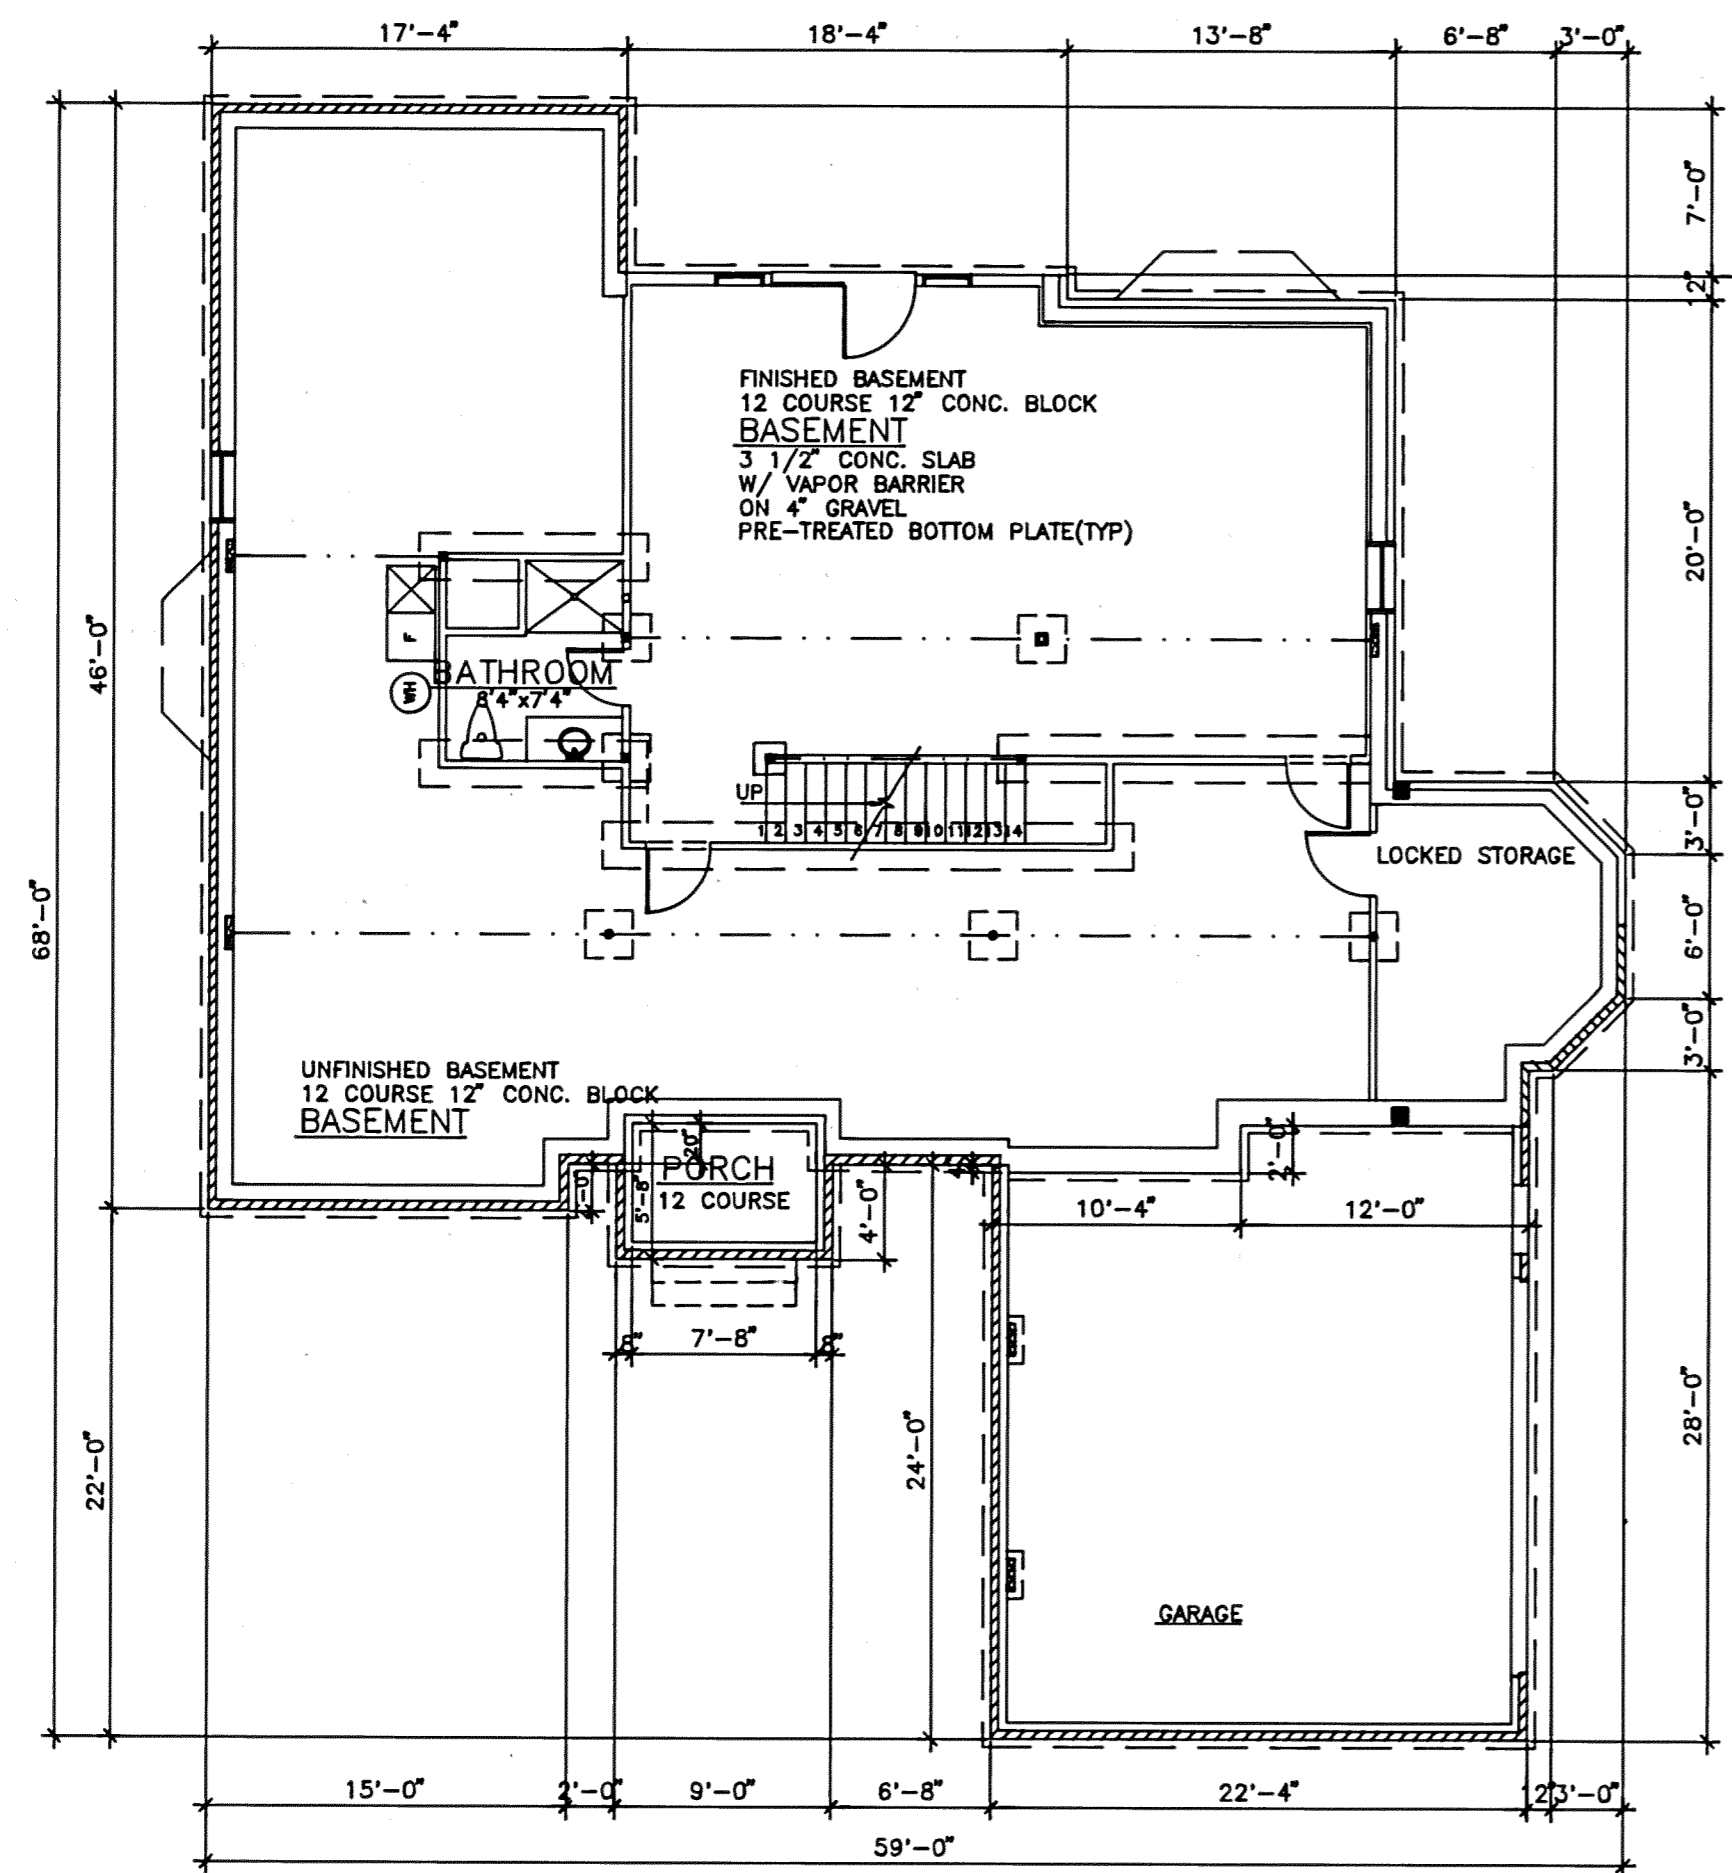 17'-4"
18'-4"
13'-8"
6'-8"
3'-0"
7'-0"
12"
FINISHED BASEMENT
12 COURSE 12" CONC. BLOCK
BASEMENT
3 1/2" CONC. SLAB
W/ VAPOR BARRIER
ON 4" GRAVEL
PRE-TREATED BOTTOM PLATE(TYP)
20'-0"
46'-0"
F
WH
BATHROOM
8'4"x7'4"
UP
1 2 3 4 5 6 7 8 9 10 11 12 13 14
3'-0"
LOCKED STORAGE
68'-0"
6'-0"
3'-0"
UNFINISHED BASEMENT
12 COURSE 12" CONC. BLOCK
BASEMENT
20"
PORCH
12 COURSE
5'-8"
4'-0"
2'-0"
10'-4"
12'-0"
8"
7'-8"
8"
24'-0"
22'-0"
28'-0"
GARAGE
15'-0"
2'-0"
9'-0"
6'-8"
22'-4"
12"
3'-0"
59'-0"